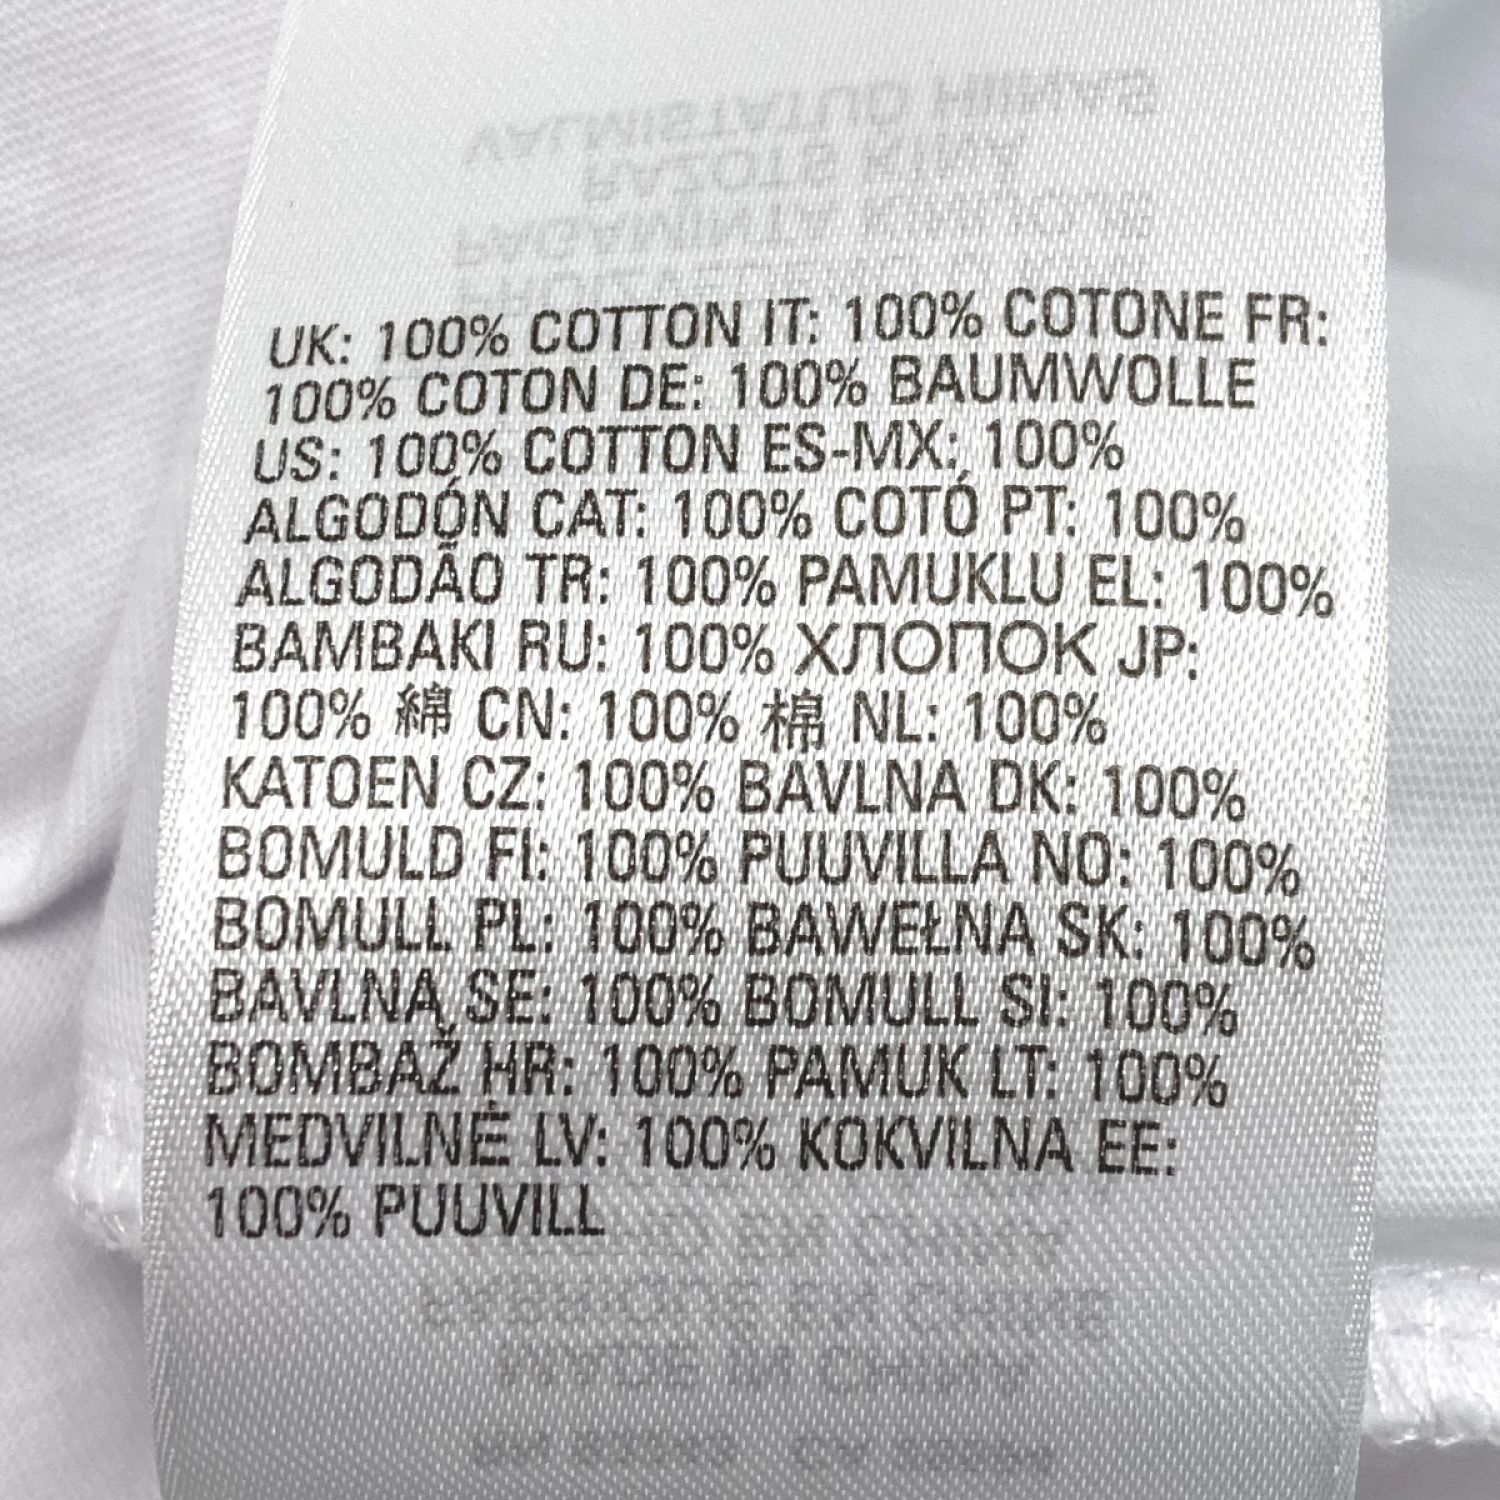 UK: 100% COTTON IT: 100% COTONE FR:
100% COTON DE: 100% BAUMWOLLE
US: 100% COTTON ES-MX: 100%
ALGODÓN CAT: 100% COTÓ PT: 100%
ALGODÃO TR: 100% PAMUKLU EL: 100%
BAMBAKI RU: 100% ХЛОПОК JP:
100% 綿 CN: 100% 棉 NL: 100%
KATOEN CZ: 100% BAVLNA DK: 100%
BOMULD FI: 100% PUUVILLA NO: 100%
BOMULL PL: 100% BAWEŁNA SK: 100%
BAVLNA SE: 100% BOMULL SI: 100%
BOMBAŽ HR: 100% PAMUK LT: 100%
MEDVILNĖ LV: 100% KOKVILNA EE:
100% PUUVILL